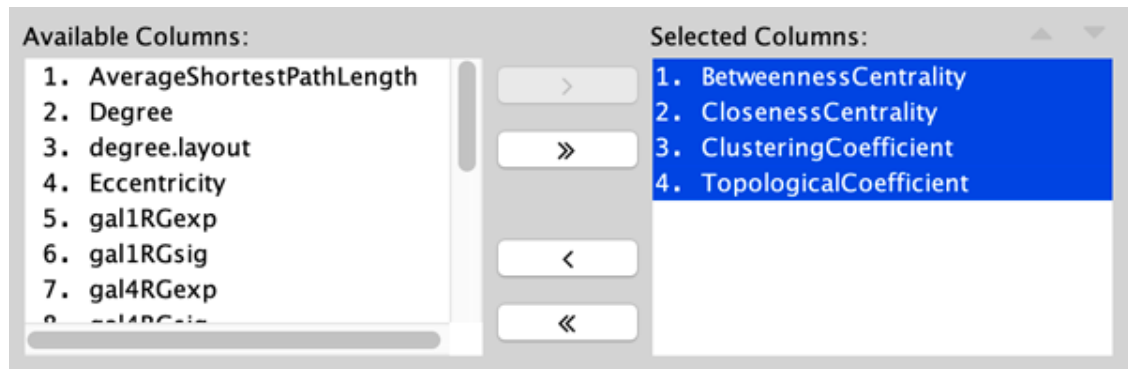 Available Columns:
1. AverageShortestPathLength
2. Degree
3. degree.layout
4. Eccentricity
5. gal1RGexp
6. gal1RGsig
7. gal4RGexp
>
»
<
«
Selected Columns:
1. BetweennessCentrality
2. ClosenessCentrality
3. ClusteringCoefficient
4. TopologicalCoefficient